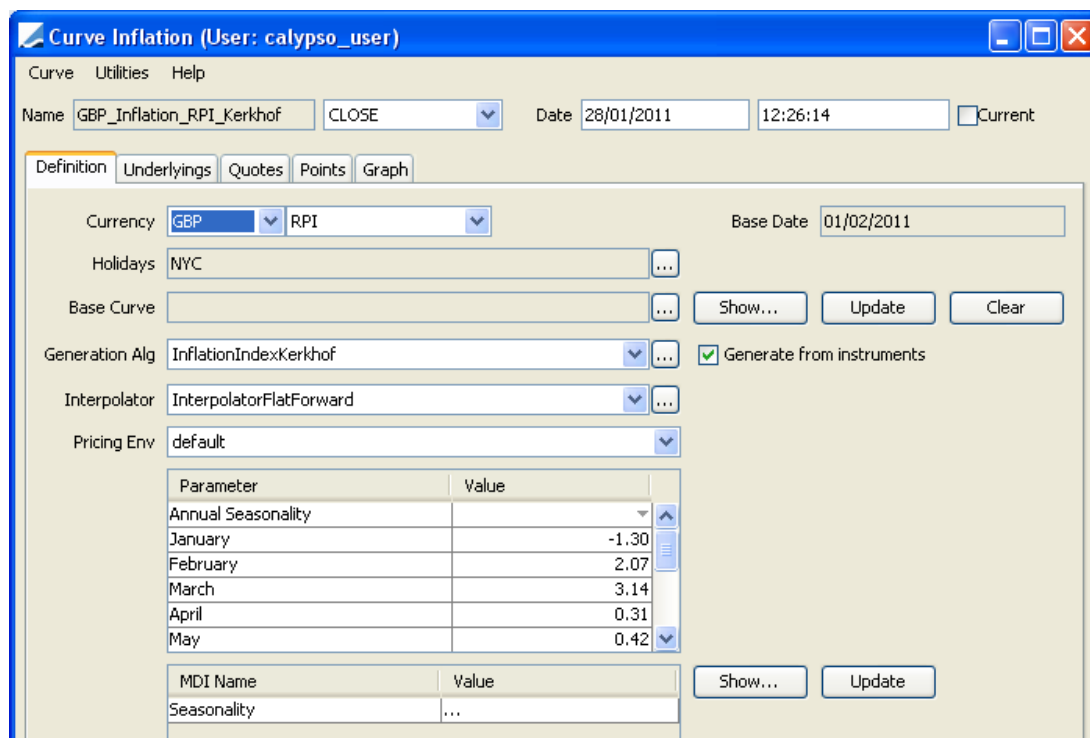 Curve Inflation (User: calypso_user)
Curve Utilities Help
Name GBP_Inflation_RPI_Kerkhof CLOSE Date 28/01/2011 12:26:14 Current
Definition Underlyings Quotes Points Graph
Currency GBP RPI Base Date 01/02/2011
Holidays NYC ...
Base Curve ... Show... Update Clear
Generation Alg InflationIndexKerkhof ... Generate from instruments
Interpolator InterpolatorFlatForward ...
Pricing Env default
Parameter Value
Annual Seasonality
January -1.30
February 2.07
March 3.14
April 0.31
May 0.42
MDI Name Value Show... Update
Seasonality ...